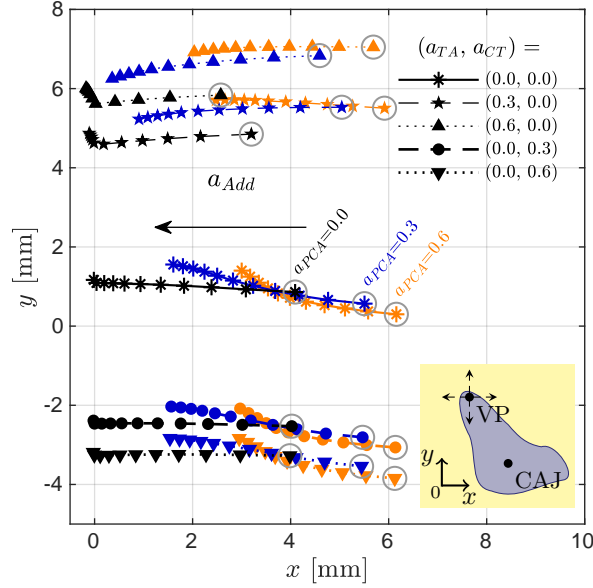 8
6
4
2
0
-2
-4
y [mm]
(a_TA, a_CT) =
(0.0, 0.0)
(0.3, 0.0)
(0.6, 0.0)
(0.0, 0.3)
(0.0, 0.6)
a_Add
a_PCA=0.0
a_PCA=0.3
a_PCA=0.6
VP
CAJ
y
0
x
0
2
4
6
8
10
x [mm]